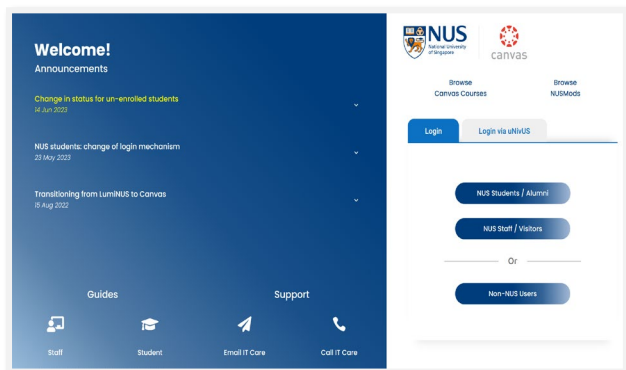 Welcome!
Announcements
Change in status for un-enrolled students
14 Jun 2023
NUS students: change of login mechanism
23 May 2023
Transitioning from LumiNUS to Canvas
15 Aug 2022
Guides
Support
Staff
Student
Email IT Care
Call IT Care
NUS
National University
of Singapore
canvas
Browse
Canvas Courses
Browse
NUSMods
Login
Login via uNivUS
NUS Students / Alumni
NUS Staff / Visitors
Or
Non-NUS Users